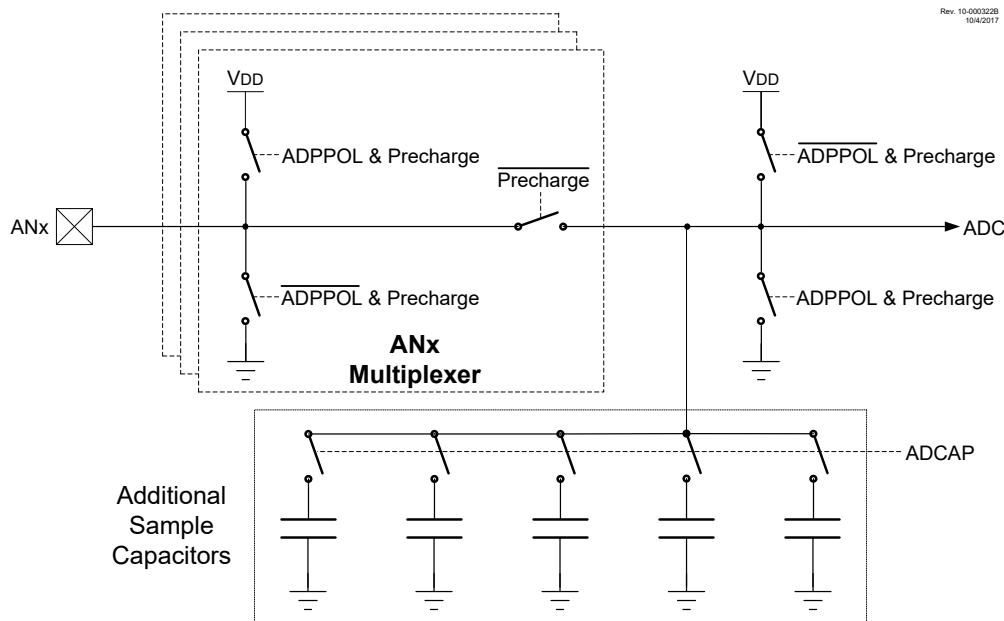 Rev. 10-000322B
10/4/2017
VDD
VDD
ADPPOL & Precharge
ADPPOL & Precharge
Precharge
ANx
ADC
ADPPOL & Precharge
ADPPOL & Precharge
ANx
Multiplexer
ADCAP
Additional
Sample
Capacitors